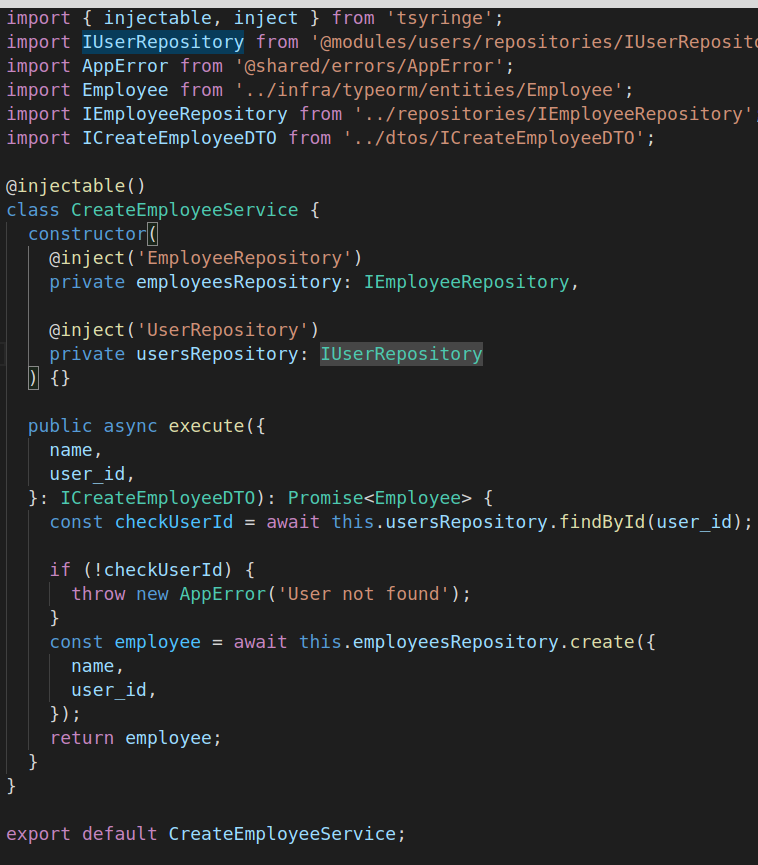 import { injectable, inject } from 'tsyringe';
import IUserRepository from '@modules/users/repositories/IUserReposito
import AppError from '@shared/errors/AppError';
import Employee from '../infra/typeorm/entities/Employee';
import IEmployeeRepository from '../repositories/IEmployeeRepository';
import ICreateEmployeeDTO from '../dtos/ICreateEmployeeDTO';
@injectable()
class CreateEmployeeService {
constructor(
@inject('EmployeeRepository')
private employeesRepository: IEmployeeRepository,
@inject('UserRepository')
private usersRepository: IUserRepository
) {}
public async execute({
name,
user_id,
}: ICreateEmployeeDTO): Promise<Employee> {
const checkUserId = await this.usersRepository.findById(user_id);
if (!checkUserId) {
throw new AppError('User not found');
}
const employee = await this.employeesRepository.create({
name,
user_id,
});
return employee;
}
}
export default CreateEmployeeService;